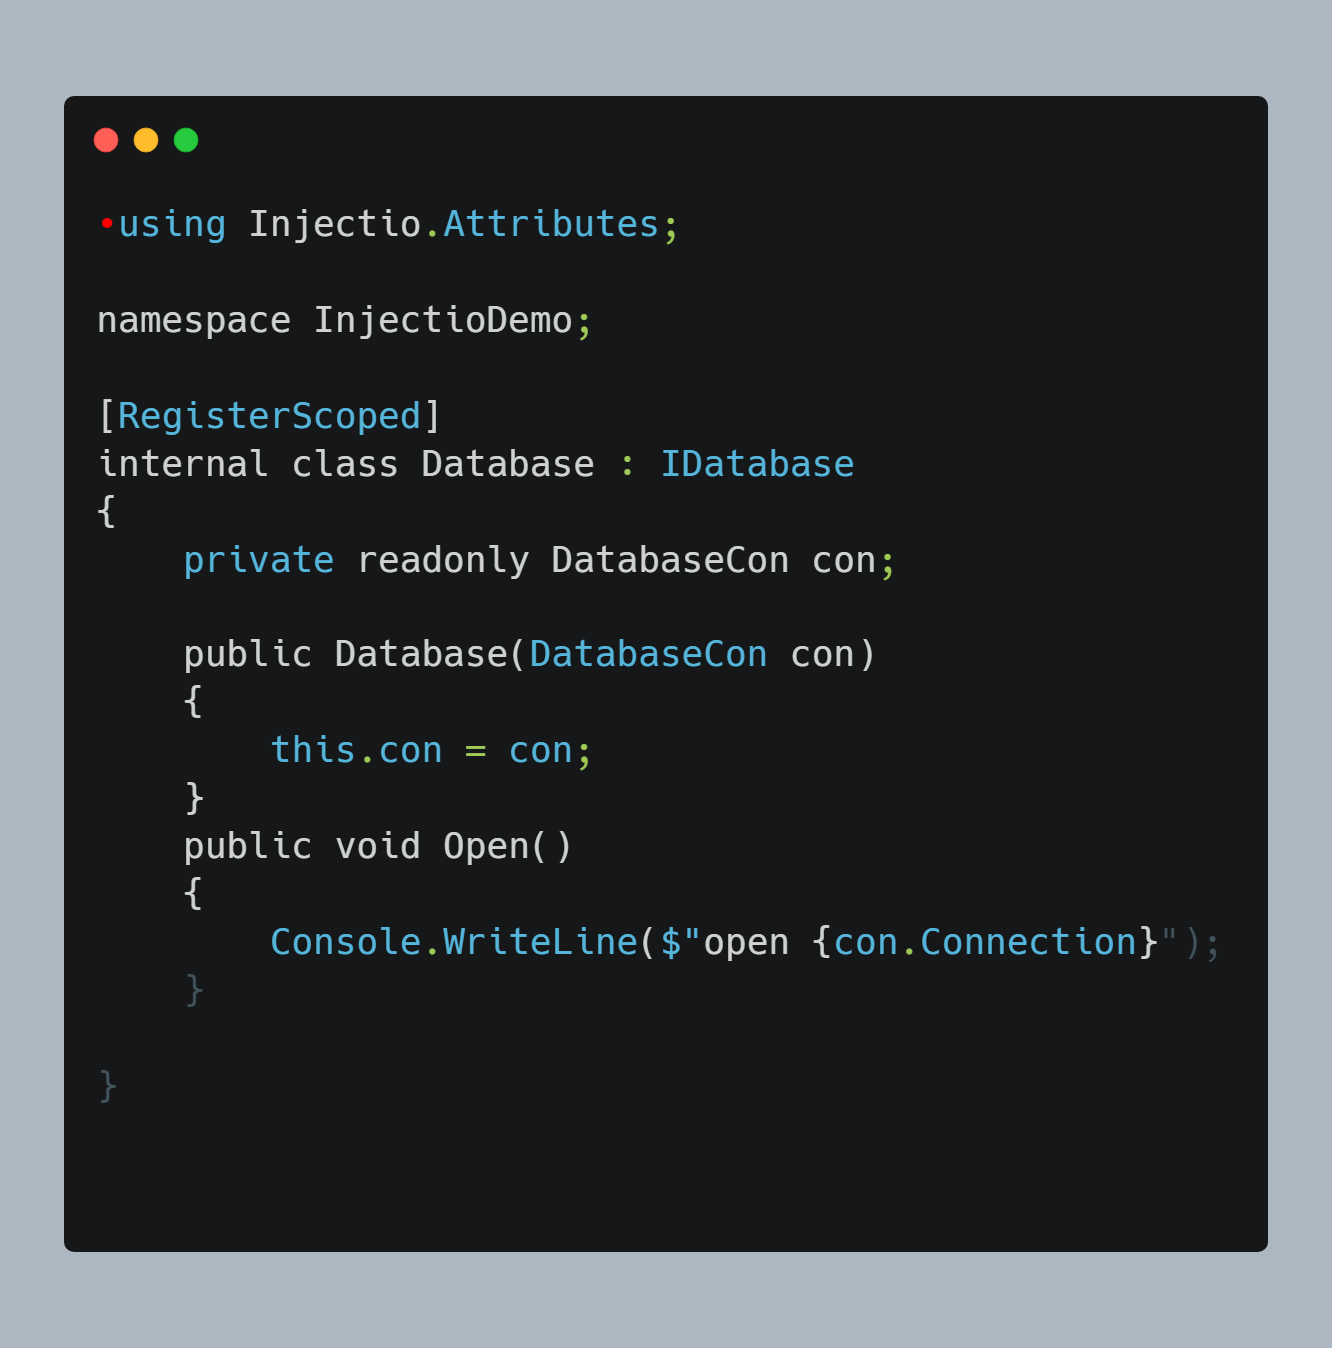 •using Injectio.Attributes;

namespace InjectioDemo;

[RegisterScoped]
internal class Database : IDatabase
{
    private readonly DatabaseCon con;

    public Database(DatabaseCon con)
    {
        this.con = con;
    }
    public void Open()
    {
        Console.WriteLine($"open {con.Connection}");
    }

}